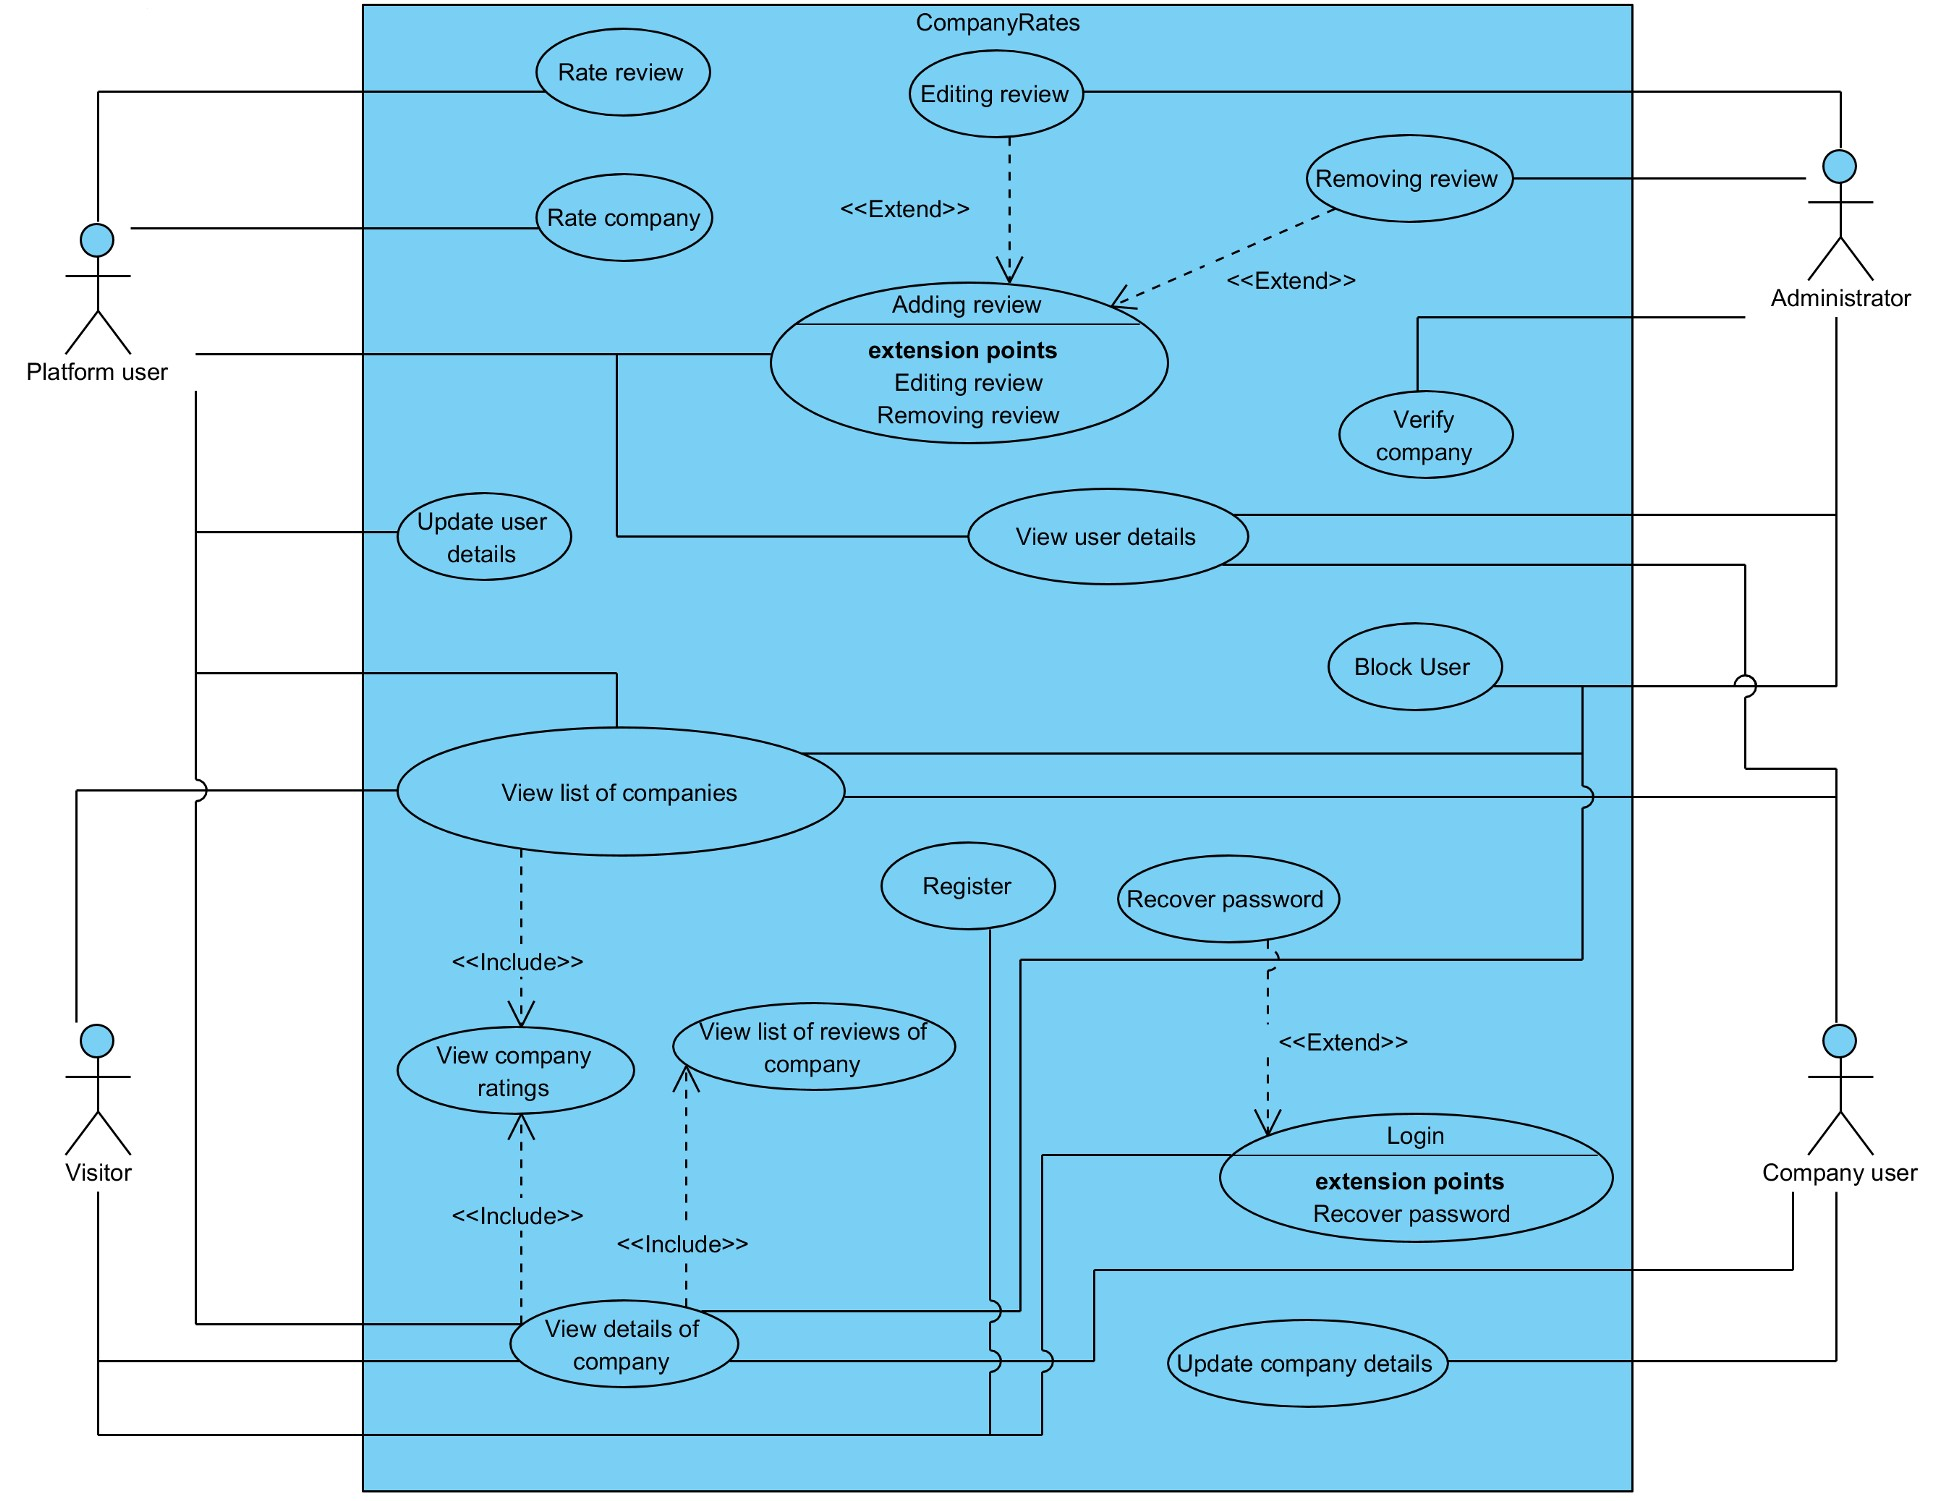 CompanyRates
Rate review
Editing review
Removing review
<<Extend>>
Rate company
<<Extend>>
Administrator
Adding review
extension points
Editing review
Removing review
Platform user
Verify
company
Update user
details
View user details
Block User
View list of companies
Register
Recover password
<<Include>>
View list of reviews of
company
<<Extend>>
View company
ratings
Login
extension points
Recover password
Visitor
Company user
<<Include>>
<<Include>>
View details of
company
Update company details